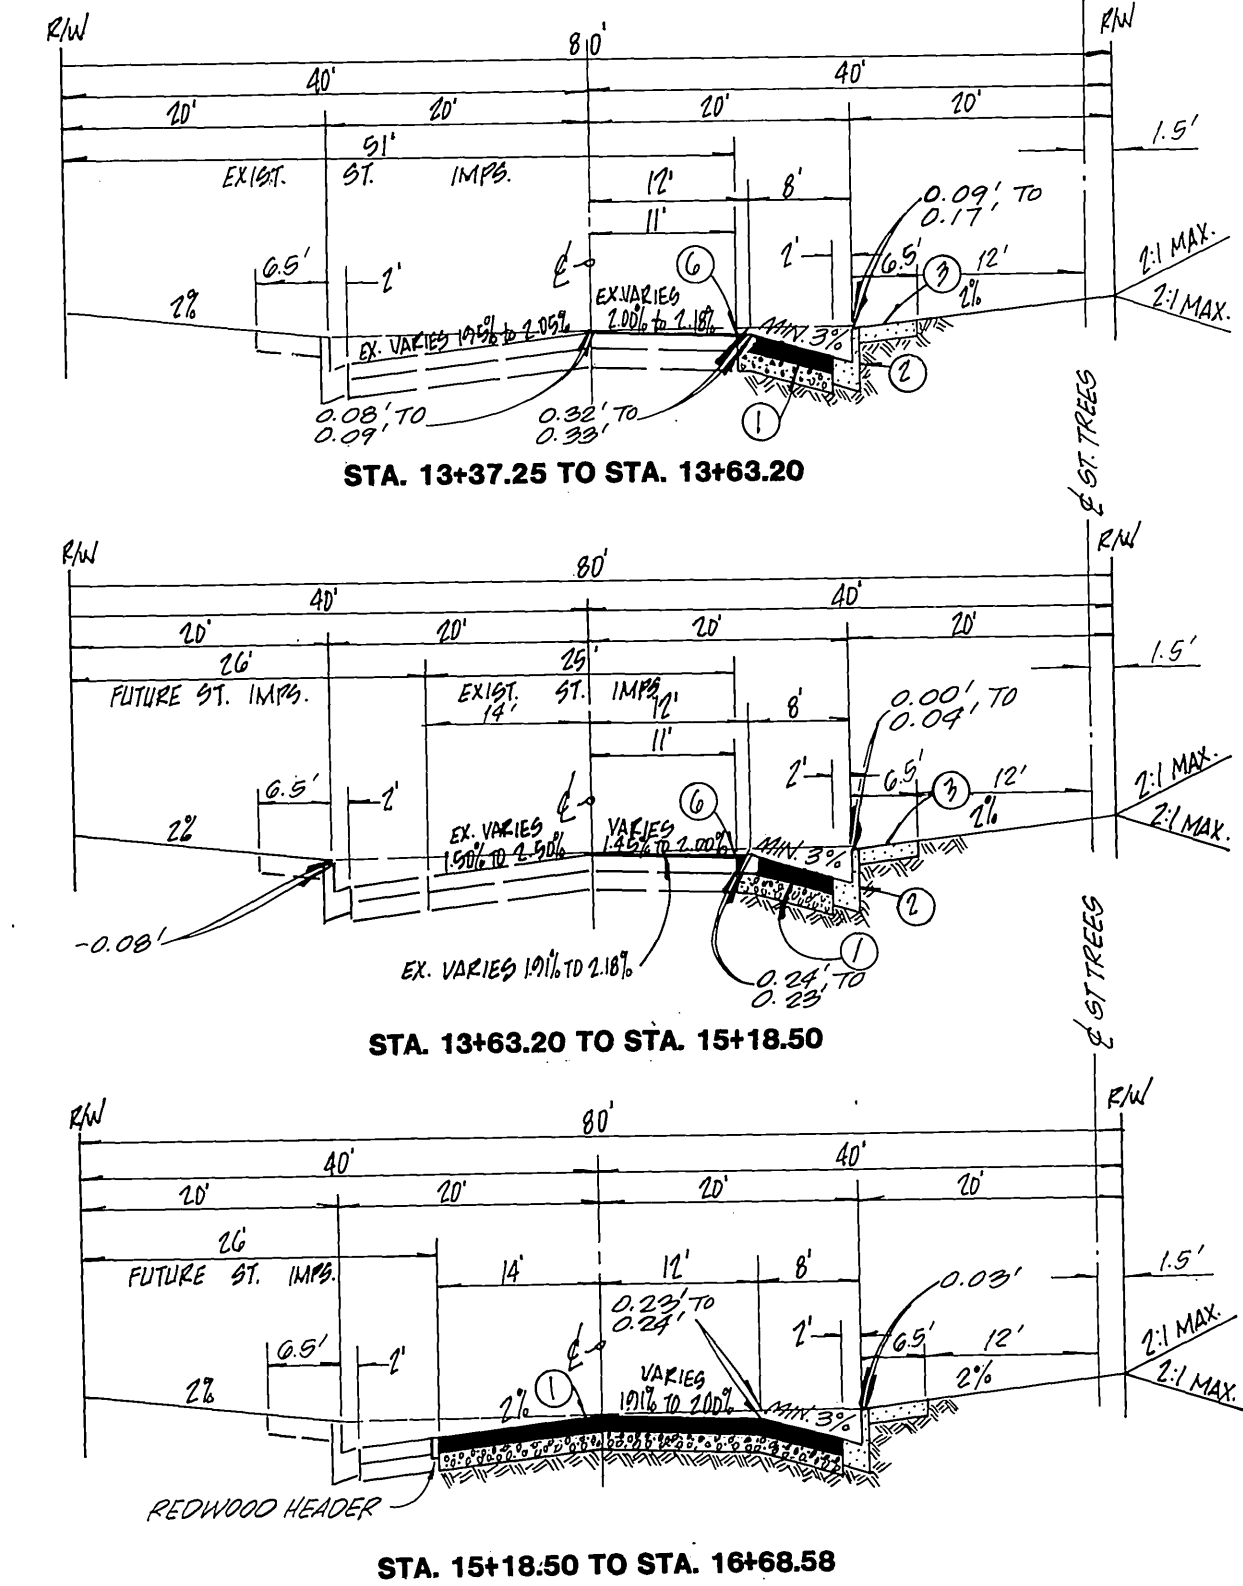 R/W
R/W
80'
40'
40'
20'
20'
20'
20'
51'
1.5'
EXIST. ST. IMPS.
12'
8'
0.09' TO
0.17'
11'
6.5'
2'
℄
6
2'
6.5'
3
12'
2:1 MAX.
2%
EX. VARIES
2.00% to 2.18%
2%
2:1 MAX.
EX. VARIES 1.95% to 2.05%
MIN. 3%
2
0.08' TO
0.09'
0.32' TO
0.33'
1
STA. 13+37.25 TO STA. 13+63.20
℄ ST. TREES
R/W
R/W
80'
40'
40'
20'
20'
20'
20'
26'
25'
1.5'
FUTURE ST. IMPS.
EXIST. ST. IMPS.
14'
12'
8'
0.00' TO
0.04'
11'
6.5'
2'
℄
6
2'
6.5'
3
12'
2:1 MAX.
2%
EX. VARIES
1.50% TO 2.50%
VARIES
1.45% TO 2.00%
MIN. 3%
2%
2:1 MAX.
2
-0.08'
1
EX. VARIES 1.91% TO 2.18%
0.24' TO
0.23'
STA. 13+63.20 TO STA. 15+18.50
℄ ST TREES
R/W
R/W
80'
40'
40'
20'
20'
20'
20'
26'
1.5'
FUTURE ST. IMPS.
14'
12'
8'
0.03'
0.23' TO
0.24'
6.5'
2'
℄
2'
6.5'
12'
2:1 MAX.
2%
1
VARIES
1.91% TO 2.00%
2%
2%
MIN. 3%
2:1 MAX.
REDWOOD HEADER
STA. 15+18.50 TO STA. 16+68.58